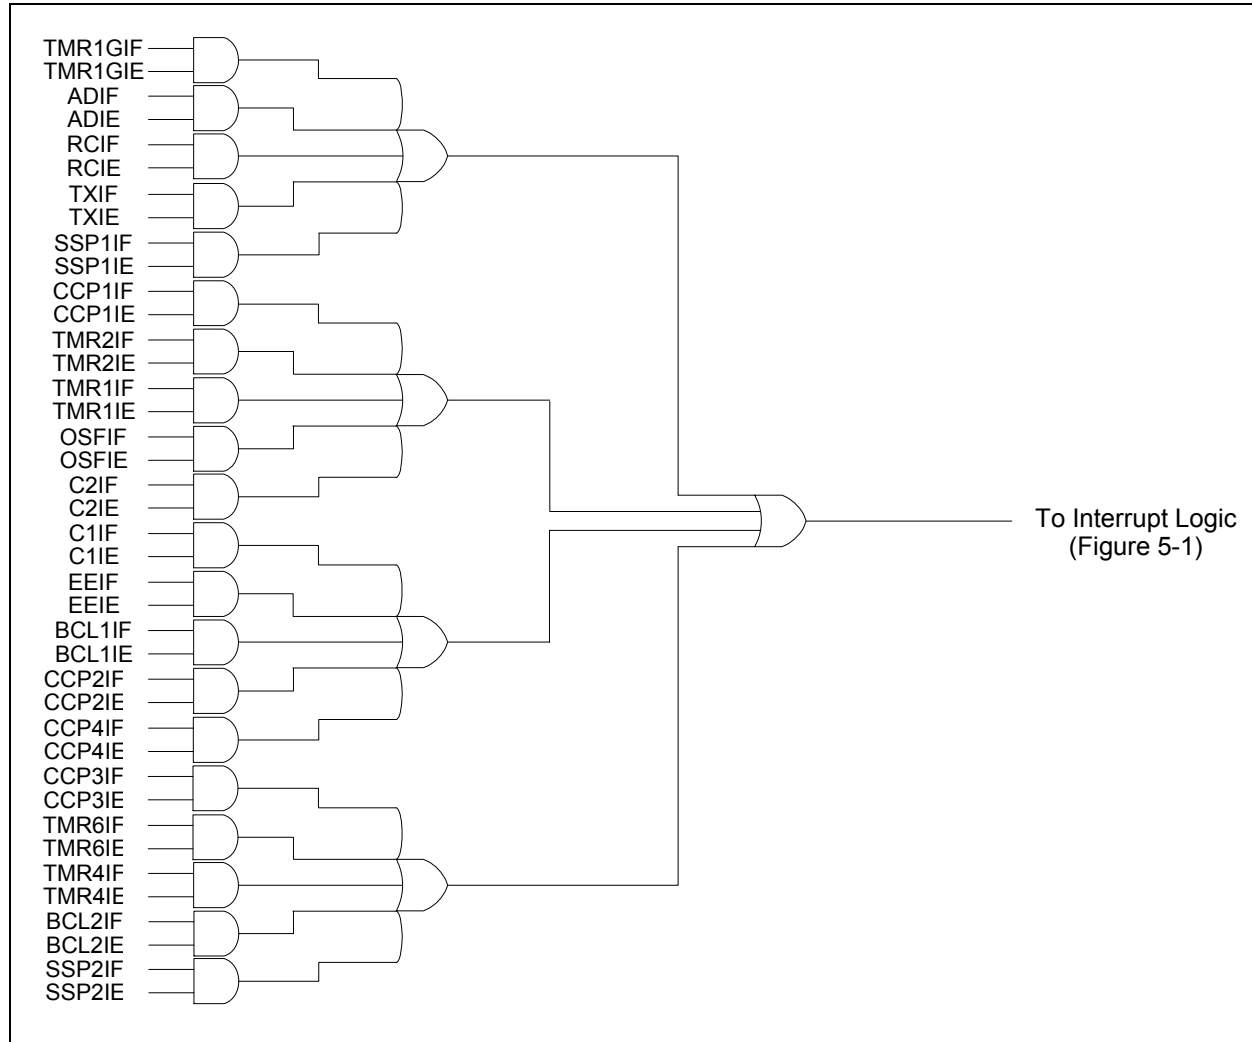 TMR1GIF
TMR1GIE
ADIF
ADIE
RCIF
RCIE
TXIF
TXIE
SSP1IF
SSP1IE
CCP1IF
CCP1IE
TMR2IF
TMR2IE
TMR1IF
TMR1IE
OSFIF
OSFIE
C2IF
C2IE
C1IF
C1IE
EEIF
EEIE
BCL1IF
BCL1IE
CCP2IF
CCP2IE
CCP4IF
CCP4IE
CCP3IF
CCP3IE
TMR6IF
TMR6IE
TMR4IF
TMR4IE
BCL2IF
BCL2IE
SSP2IF
SSP2IE
To Interrupt Logic
(Figure 5-1)